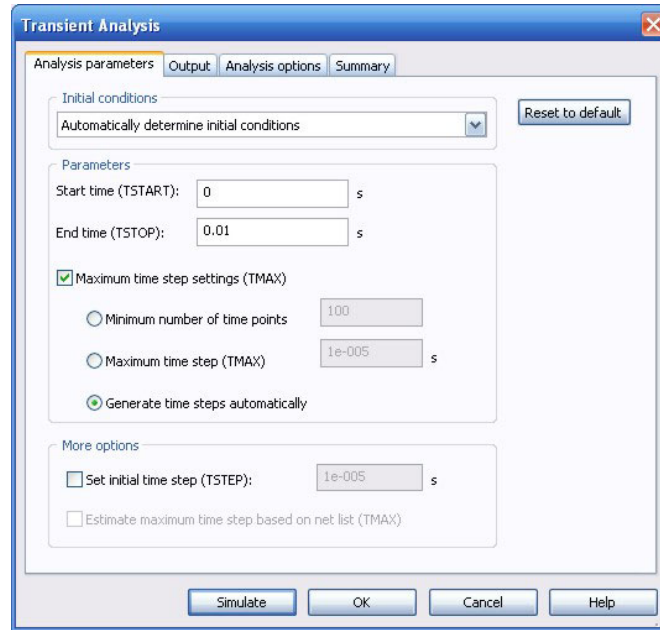 Transient Analysis
Analysis parameters Output Analysis options Summary
Initial conditions
Automatically determine initial conditions
Reset to default
Parameters
Start time (TSTART): 0 s
End time (TSTOP): 0.01 s
Maximum time step settings (TMAX)
Minimum number of time points 100
Maximum time step (TMAX) 1e-005 s
Generate time steps automatically
More options
Set initial time step (TSTEP): 1e-005 s
Estimate maximum time step based on net list (TMAX)
Simulate OK Cancel Help